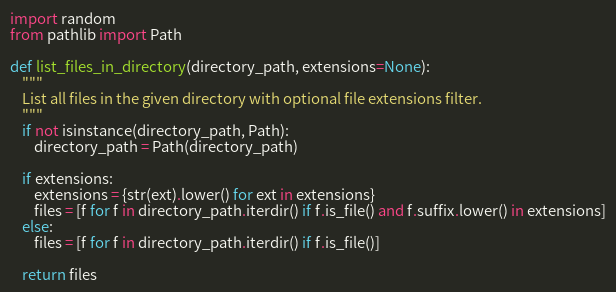 import random
from pathlib import Path

def list_files_in_directory(directory_path, extensions=None):
    """
    List all files in the given directory with optional file extensions filter.
    """
    if not isinstance(directory_path, Path):
        directory_path = Path(directory_path)

    if extensions:
        extensions = {str(ext).lower() for ext in extensions}
        files = [f for f in directory_path.iterdir() if f.is_file() and f.suffix.lower() in extensions]
    else:
        files = [f for f in directory_path.iterdir() if f.is_file()]

    return files